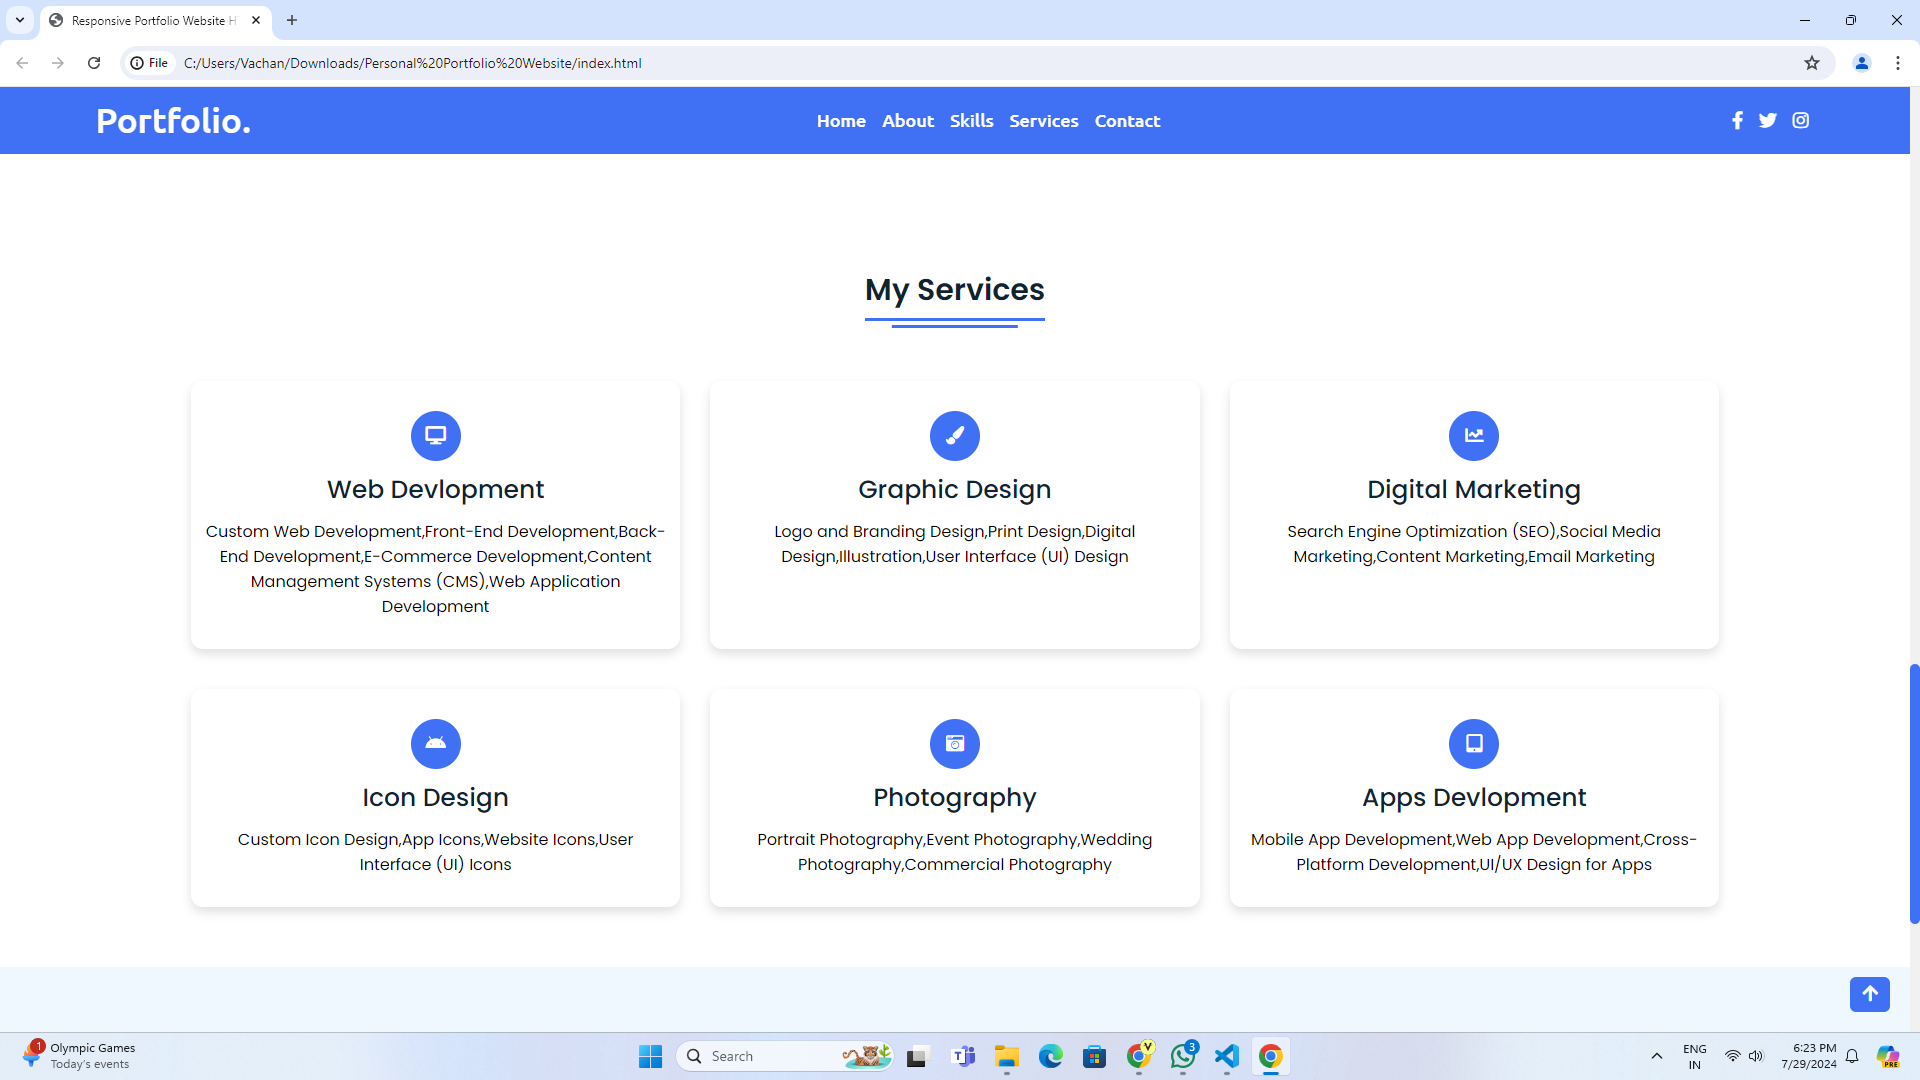 Responsive Portfolio Website H
File
C:/Users/Vachan/Downloads/Personal%20Portfolio%20Website/index.html
Portfolio.
Home About Skills Services Contact
My Services
Web Devlopment
Custom Web Development,Front-End Development,Back-
End Development,E-Commerce Development,Content
Management Systems (CMS),Web Application
Development
Graphic Design
Logo and Branding Design,Print Design,Digital
Design,Illustration,User Interface (UI) Design
Digital Marketing
Search Engine Optimization (SEO),Social Media
Marketing,Content Marketing,Email Marketing
Icon Design
Custom Icon Design,App Icons,Website Icons,User
Interface (UI) Icons
Photography
Portrait Photography,Event Photography,Wedding
Photography,Commercial Photography
Apps Devlopment
Mobile App Development,Web App Development,Cross-
Platform Development,UI/UX Design for Apps
1
Olympic Games
Today's events
Search
T
V
3
ENG
IN
6:23 PM
7/29/2024
PRE